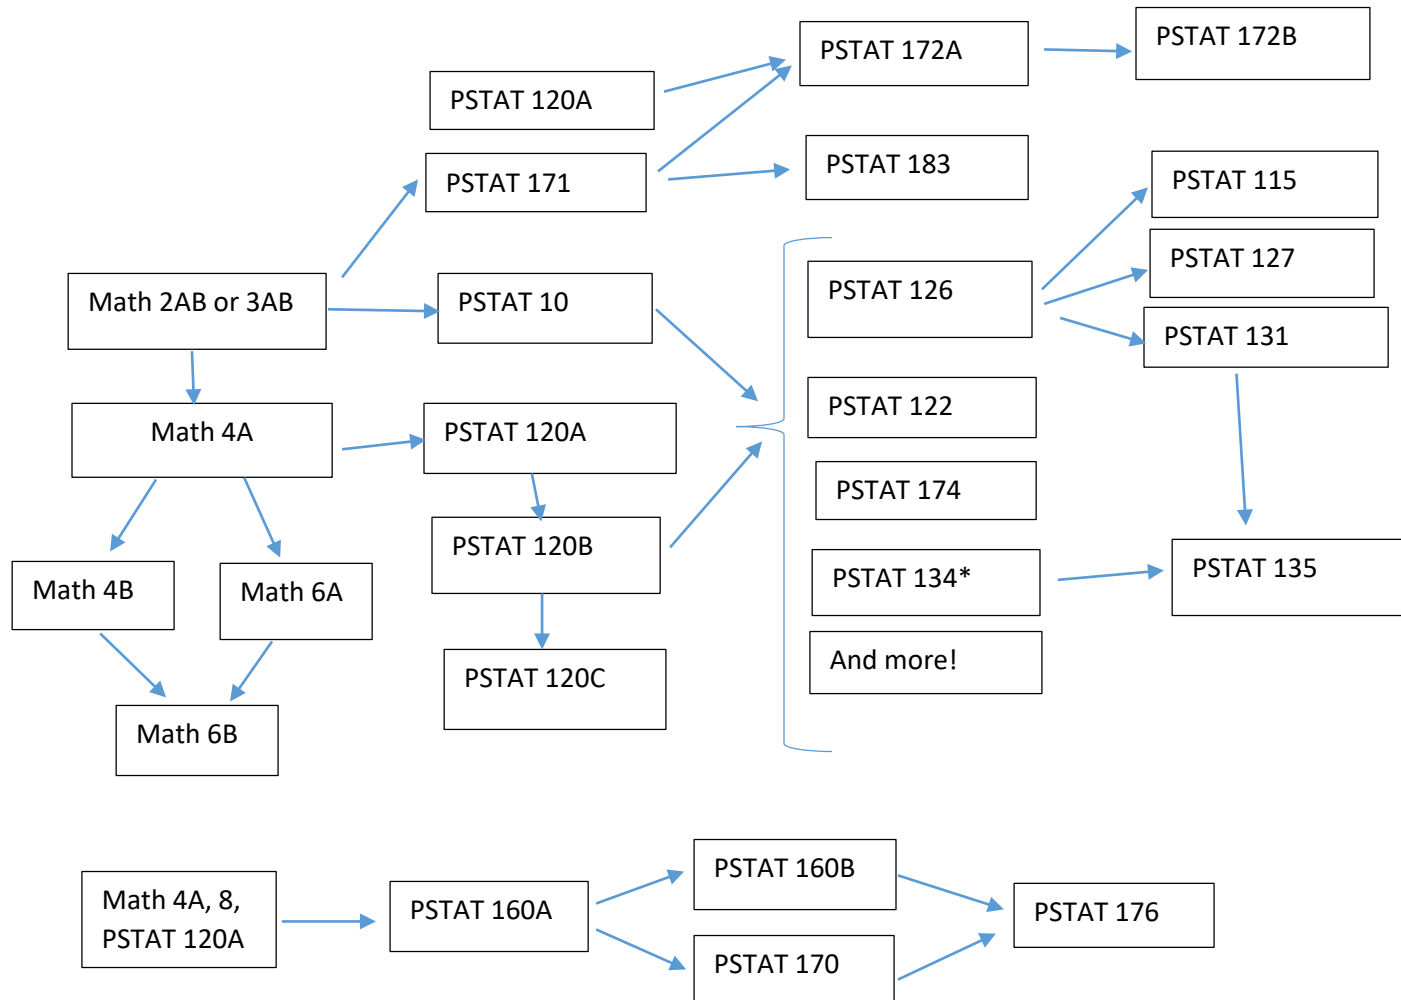 PSTAT 172A
PSTAT 172B
PSTAT 120A
PSTAT 171
PSTAT 183
PSTAT 115
PSTAT 127
Math 2AB or 3AB
PSTAT 10
PSTAT 126
PSTAT 131
Math 4A
PSTAT 120A
PSTAT 122
PSTAT 174
PSTAT 120B
PSTAT 134*
PSTAT 135
Math 4B
Math 6A
And more!
PSTAT 120C
Math 6B
Math 4A, 8,
PSTAT 120A
PSTAT 160A
PSTAT 160B
PSTAT 170
PSTAT 176